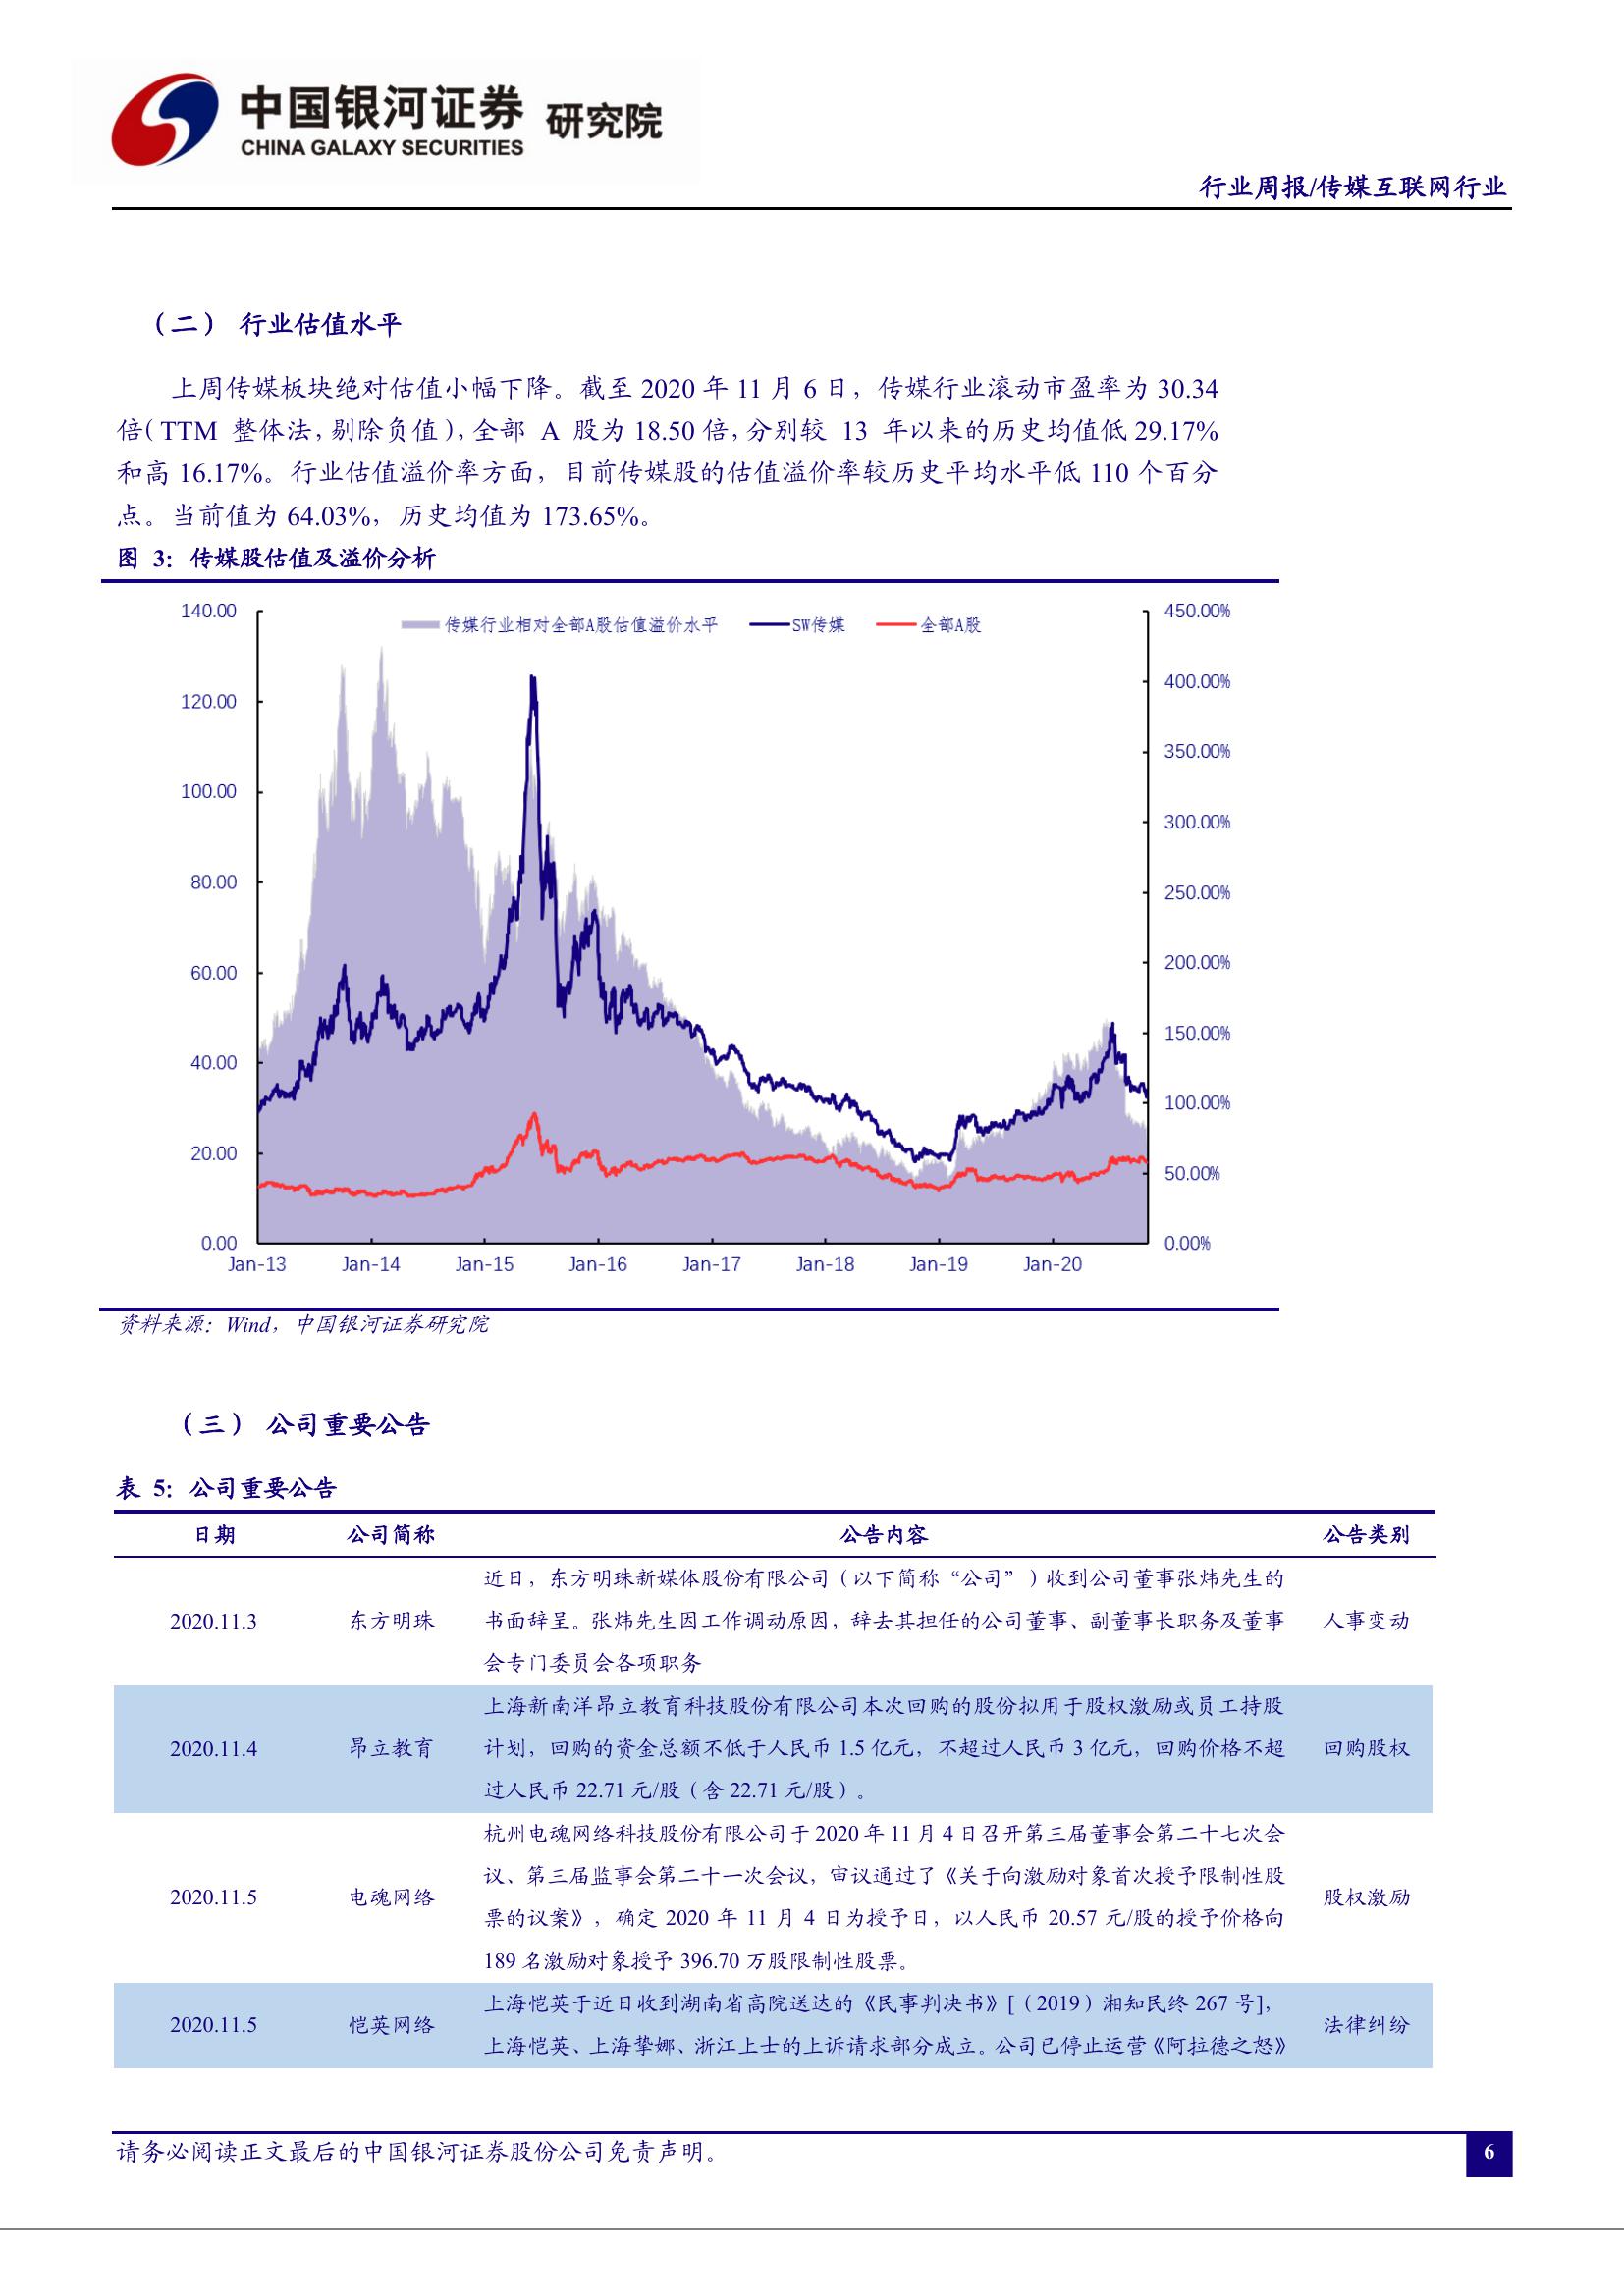 中国银河证券 研究院
CHINA GALAXY SECURITIES
行业周报/传媒互联网行业
（二） 行业估值水平
上周传媒板块绝对估值小幅下降。截至 2020 年 11 月 6 日，传媒行业滚动市盈率为 30.34
倍（TTM 整体法，剔除负值），全部 A 股为 18.50 倍，分别较 13 年以来的历史均值低 29.17%
和高 16.17%。行业估值溢价率方面，目前传媒股的估值溢价率较历史平均水平低 110 个百分
点。当前值为 64.03%，历史均值为 173.65%。
图 3：传媒股估值及溢价分析
传媒行业相对全部A股估值溢价水平 SW传媒 全部A股
140.00 450.00%
400.00%
120.00
350.00%
100.00
300.00%
80.00
250.00%
60.00
200.00%
150.00%
40.00
100.00%
20.00
50.00%
0.00 0.00%
Jan-13 Jan-14 Jan-15 Jan-16 Jan-17 Jan-18 Jan-19 Jan-20
资料来源：Wind，中国银河证券研究院
（三） 公司重要公告
表 5：公司重要公告
日期 公司简称 公告内容 公告类别
近日，东方明珠新媒体股份有限公司（以下简称“公司”）收到公司董事张炜先生的
2020.11.3 东方明珠 书面辞呈。张炜先生因工作调动原因，辞去其担任的公司董事、副董事长职务及董事 人事变动
会专门委员会各项职务
上海新南洋昂立教育科技股份有限公司本次回购的股份拟用于股权激励或员工持股
2020.11.4 昂立教育 计划，回购的资金总额不低于人民币 1.5 亿元，不超过人民币 3 亿元，回购价格不超 回购股权
过人民币 22.71 元/股（含 22.71 元/股）。
杭州电魂网络科技股份有限公司于 2020 年 11 月 4 日召开第三届董事会第二十七次会
议、第三届监事会第二十一次会议，审议通过了《关于向激励对象首次授予限制性股
2020.11.5 电魂网络 股权激励
票的议案》，确定 2020 年 11 月 4 日为授予日，以人民币 20.57 元/股的授予价格向
189 名激励对象授予 396.70 万股限制性股票。
上海恺英于近日收到湖南省高院送达的《民事判决书》[（2019）湘知民终 267 号]，
2020.11.5 恺英网络 法律纠纷
上海恺英、上海挚娜、浙江上士的上诉请求部分成立。公司已停止运营《阿拉德之怒》
请务必阅读正文最后的中国银河证券股份公司免责声明。
6